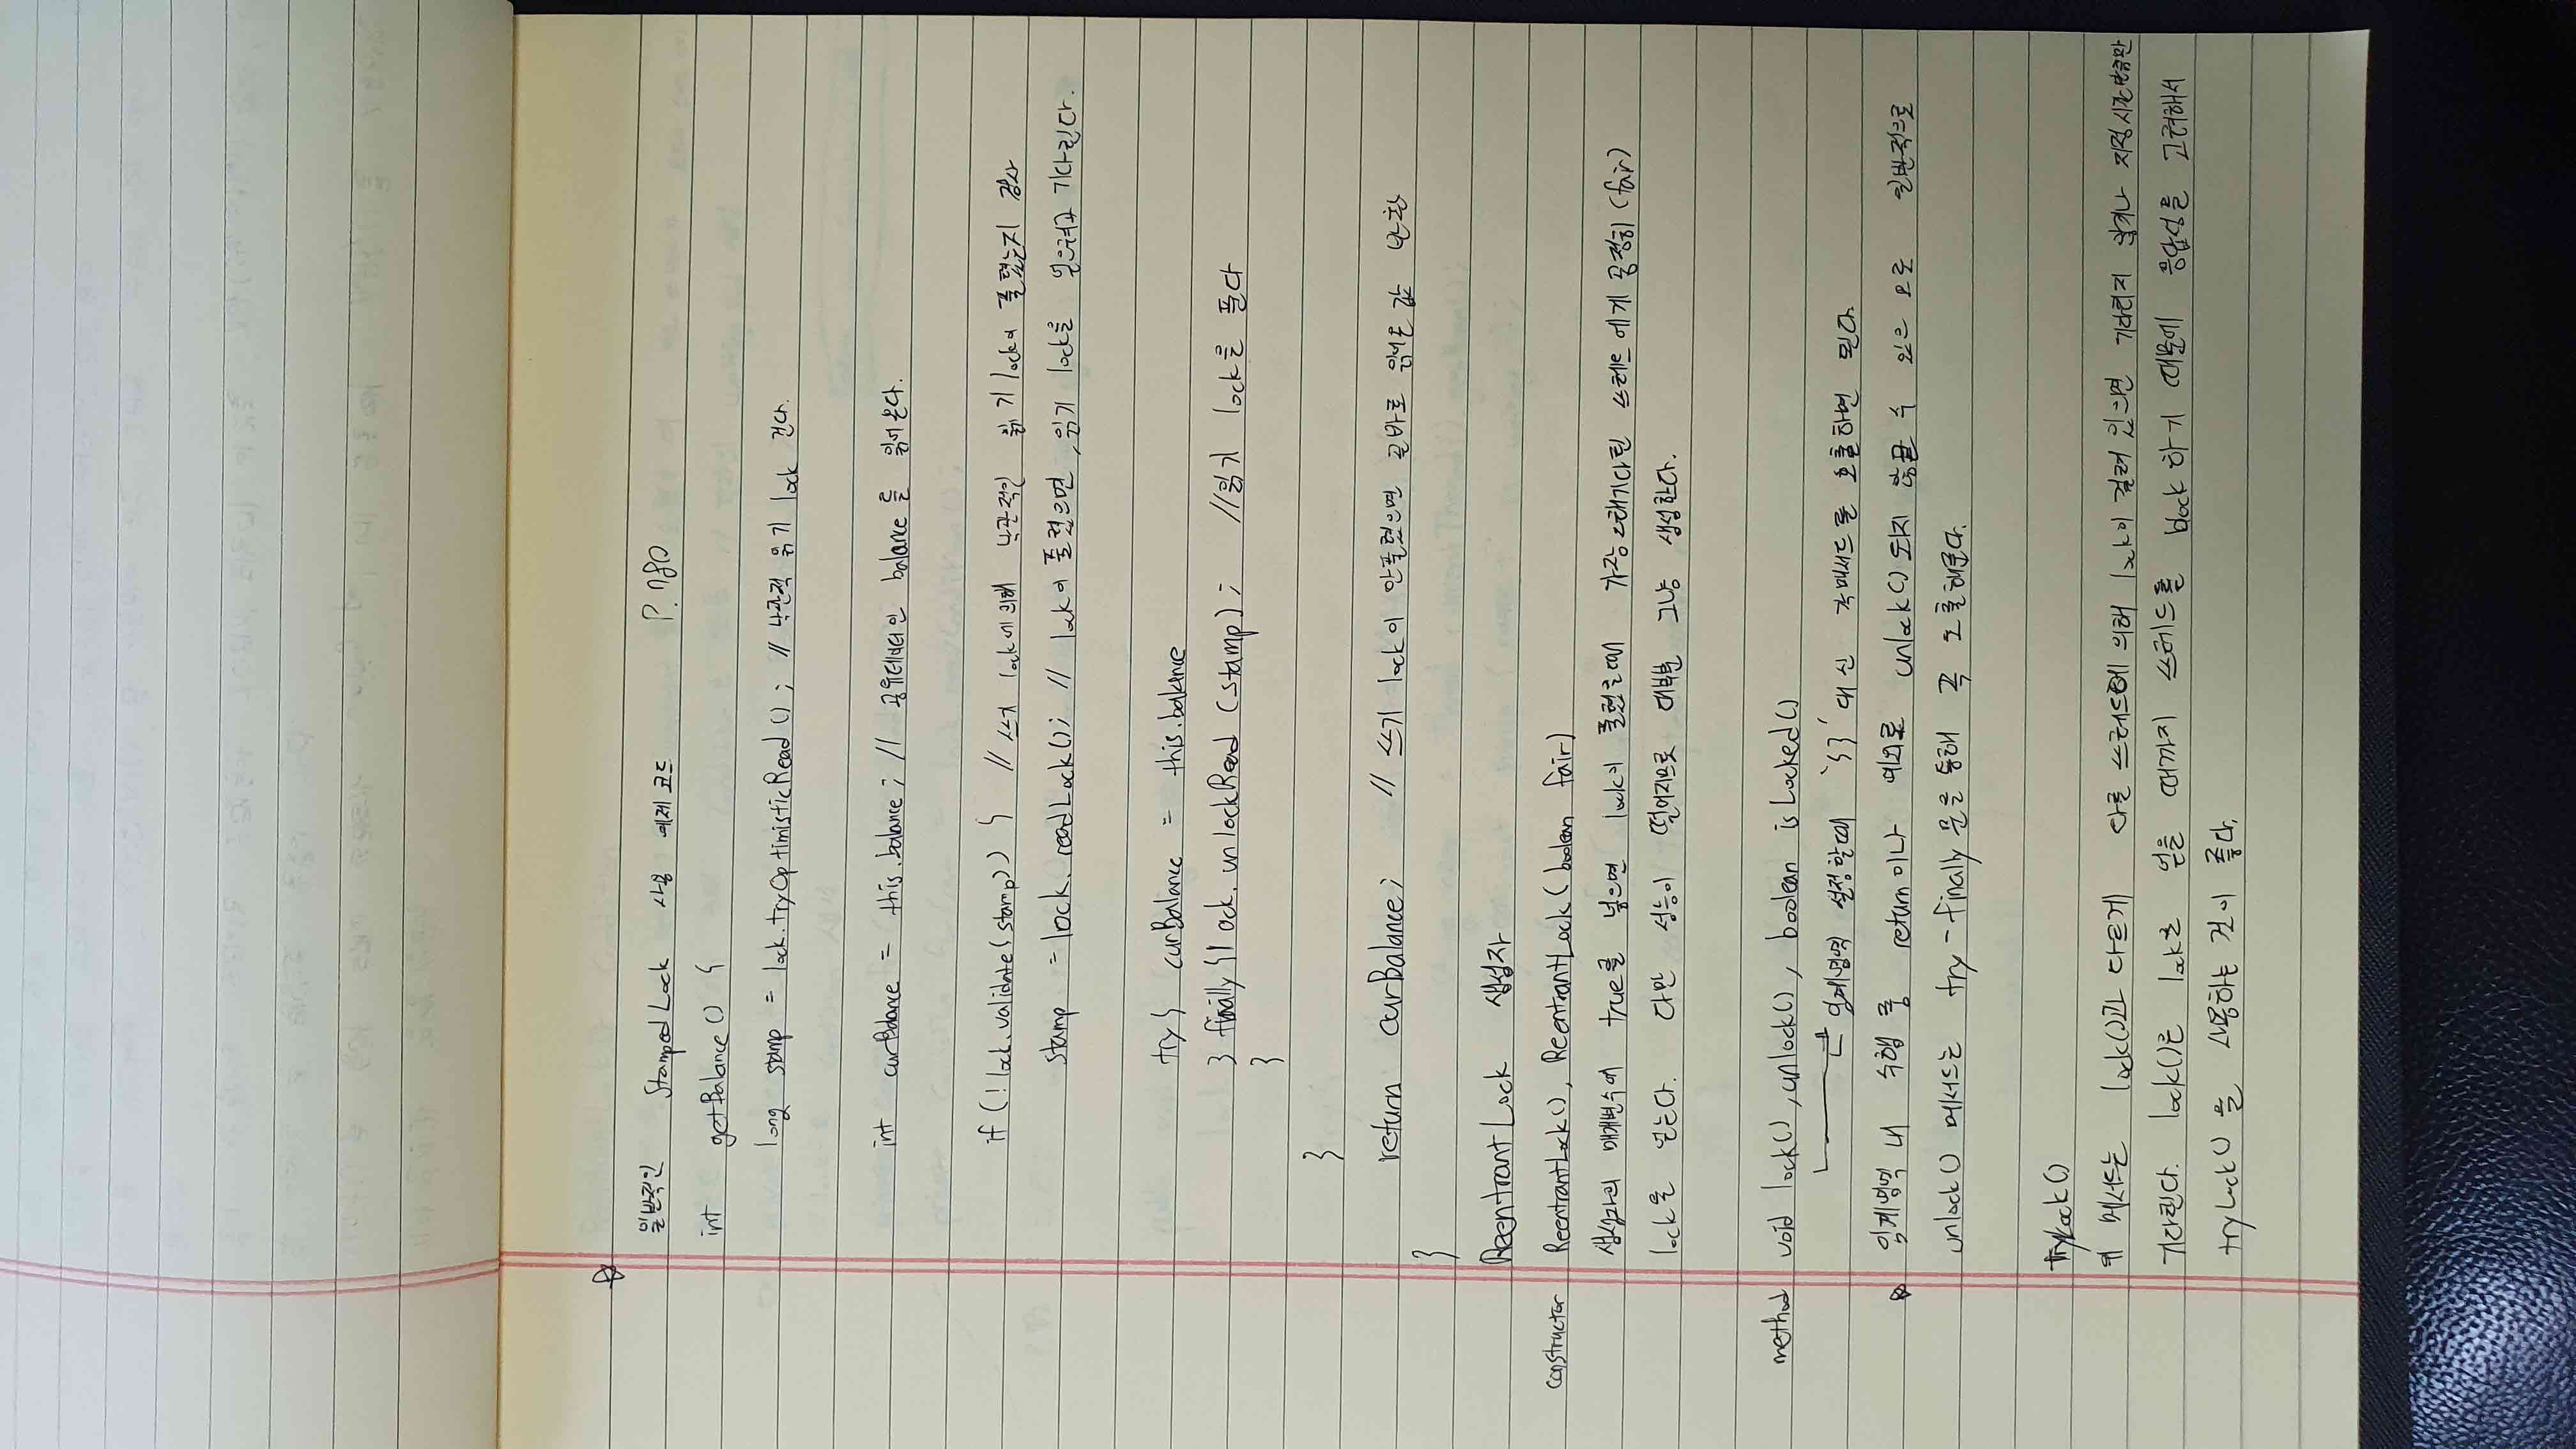 일반적인 StampedLock 사용 예제 코드 P.780
int getBalance() {
long stamp = lock.tryOptimisticRead(); // 낙관적 읽기 lock 건다.
int curBalance = this.balance; // 공유데이터인 balance를 읽어온다.
if (!lock.validate(stamp)) { // 쓰기 lock에 의해 낙관적인 읽기 lock이 풀렸는지 검사
stamp = lock.readLock(); // lock이 풀렸으면, 읽기 lock을 얻으려고 기다린다.
try { curBalance = this.balance
} finally { lock.unlockRead (stamp); //읽기 lock을 푼다
}
}
return curBalance; // 쓰기 lock이 안풀렸으면 곧바로 읽어온 값 반환
}
ReentrantLock 생성자
constructor ReentrantLock(), ReentrantLock(boolean fair)
생성자의 매개변수에 true를 넣으면 lock이 풀렸을때 가장 오래기다린 쓰레드에게 공정히(fair)
lock을 얻는다. 다만 성능이 떨어지므로 대부분 그냥 생성한다.
method void lock(), unlock(), boolean isLocked()
임계영역 설정할때 '{}' 대신 각메서드를 호출하면 된다.
임계영역 내 수행 중 return이나 예외로 unlock() 되지 않을 수 있으므로 일반적으로
unlock() 메서드는 try-finally 문을 통해 꼭 호출해준다.
tryLock()
위 메서드는 lock()과 다르게 다른 쓰레드에 의해 lock이 걸려 있으면 기다리지 않거나 지정시간만큼만
기다린다. lock()은 lock을 얻을 때까지 쓰레드를 block 하기 때문에 응답성을 고려해서
tryLock()을 사용하는 것이 좋다.